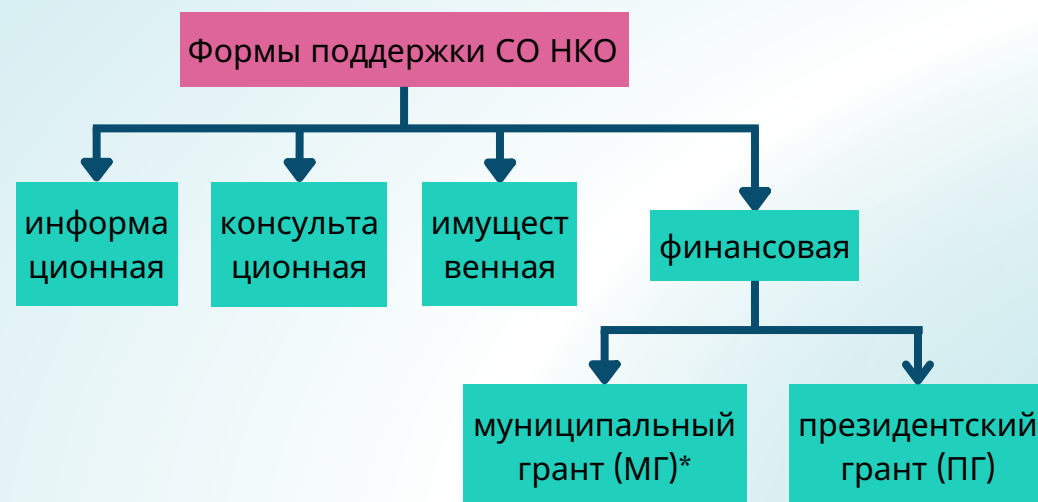 Формы поддержки СО НКО
информа
ционная
консульта
ционная
имущест
венная
финансовая
муниципальный
грант (МГ)*
президентский
грант (ПГ)